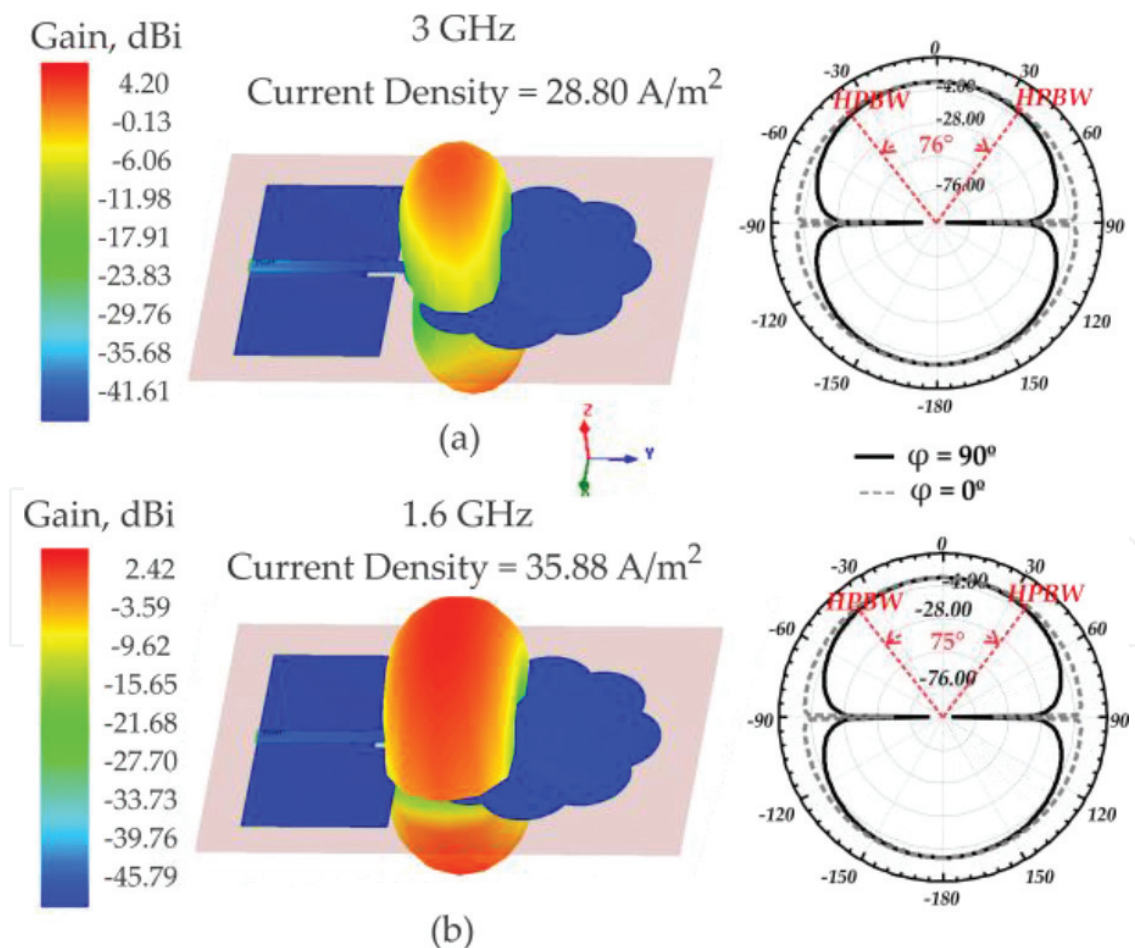 Gain, dBi
3 GHz
Current Density = 28.80 A/m²
4.20
-0.13
-6.06
-11.98
-17.91
-23.83
-29.76
-35.68
-41.61
(a)
0
-30
30
-60
60
-90
90
-120
120
-150
150
-180
HPBW
HPBW
76°
-4.00
-28.00
-76.00
Z
Y
X
φ = 90º
φ = 0º
Gain, dBi
1.6 GHz
Current Density = 35.88 A/m²
2.42
-3.59
-9.62
-15.65
-21.68
-27.70
-33.73
-39.76
-45.79
(b)
0
-30
30
-60
60
-90
90
-120
120
-150
150
-180
HPBW
HPBW
75°
-4.00
-28.00
-76.00